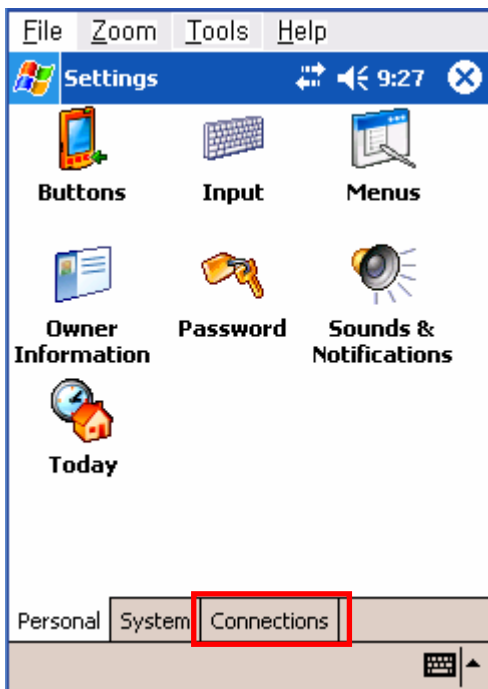 File Zoom Tools Help
Settings 9:27
Buttons Input Menus
Owner Information Password Sounds & Notifications
Today
Personal System Connections